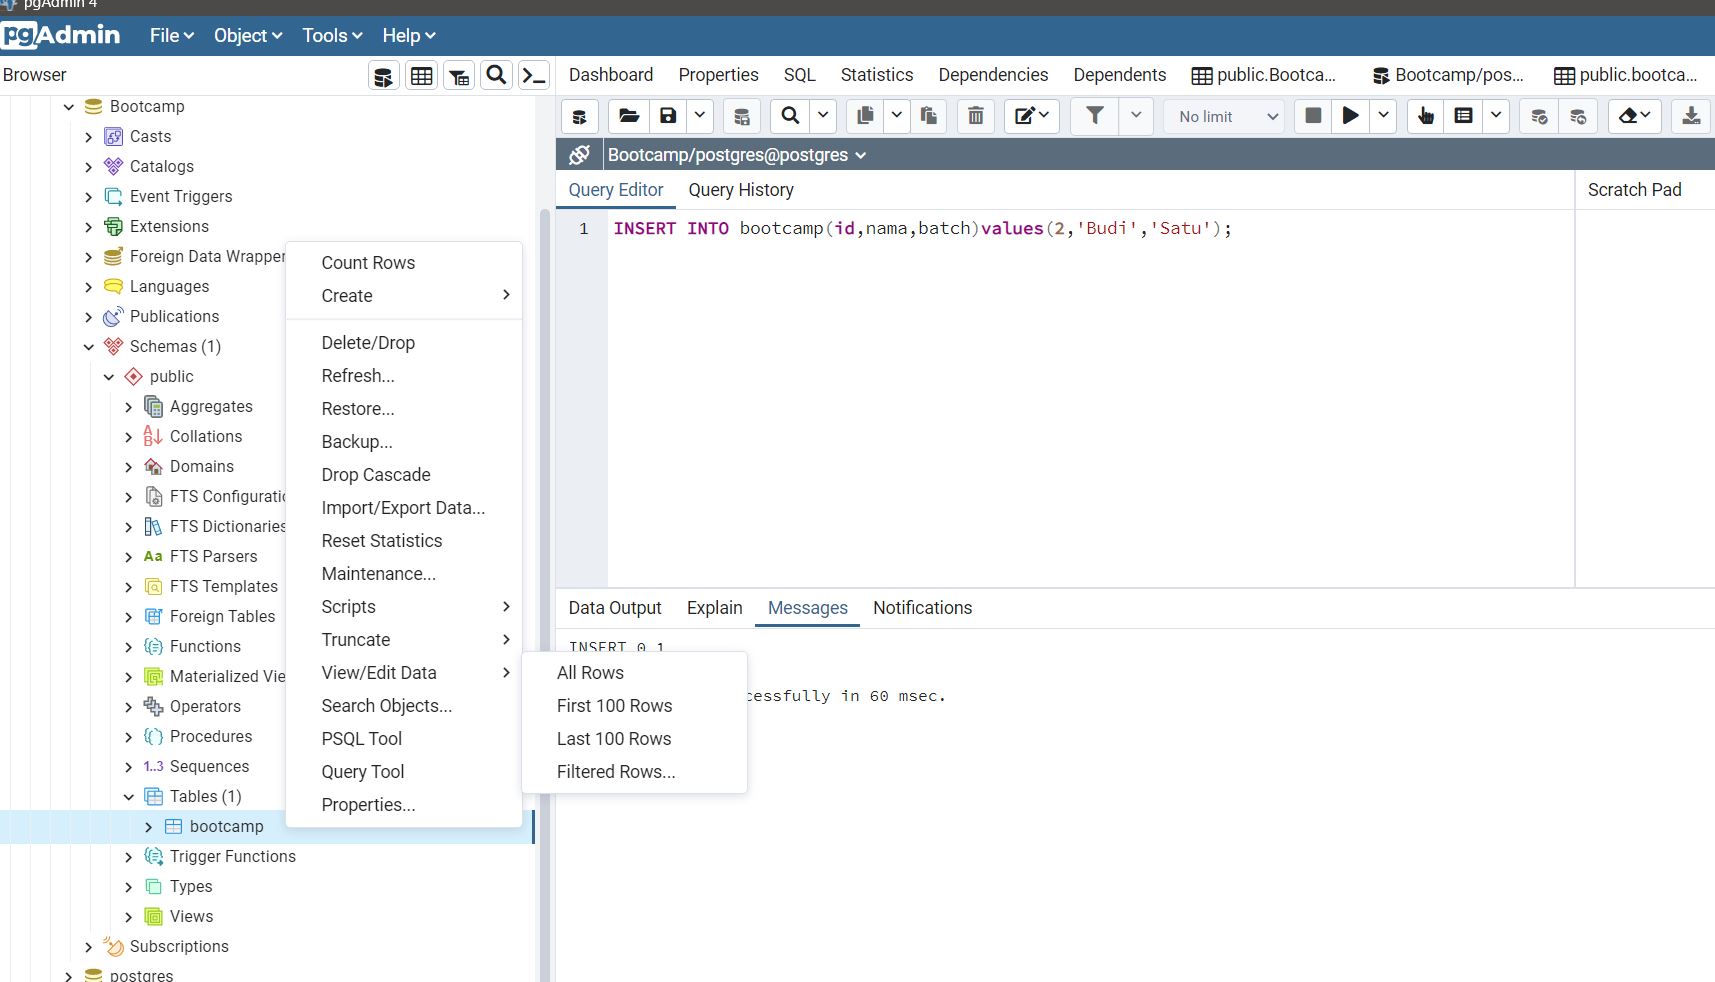 pgAdmin 4
pgAdmin File Object Tools Help
Browser
Dashboard Properties SQL Statistics Dependencies Dependents public.Bootca... Bootcamp/pos... public.bootca...
No limit
Bootcamp/postgres@postgres
Query Editor Query History
Scratch Pad
1 INSERT INTO bootcamp(id,nama,batch)values(2,'Budi','Satu');
Bootcamp
Casts
Catalogs
Event Triggers
Extensions
Foreign Data Wrapper
Languages
Publications
Schemas (1)
public
Aggregates
Collations
Domains
FTS Configuratio
FTS Dictionaries
Aa FTS Parsers
FTS Templates
Foreign Tables
Functions
Materialized Vie
Operators
Procedures
1..3 Sequences
Tables (1)
bootcamp
Trigger Functions
Types
Views
Subscriptions
postgres
Count Rows
Create
Delete/Drop
Refresh...
Restore...
Backup...
Drop Cascade
Import/Export Data...
Reset Statistics
Maintenance...
Scripts
Truncate
View/Edit Data
Search Objects...
PSQL Tool
Query Tool
Properties...
All Rows
First 100 Rows
Last 100 Rows
Filtered Rows...
Data Output Explain Messages Notifications
INSERT 0 1
cessfully in 60 msec.